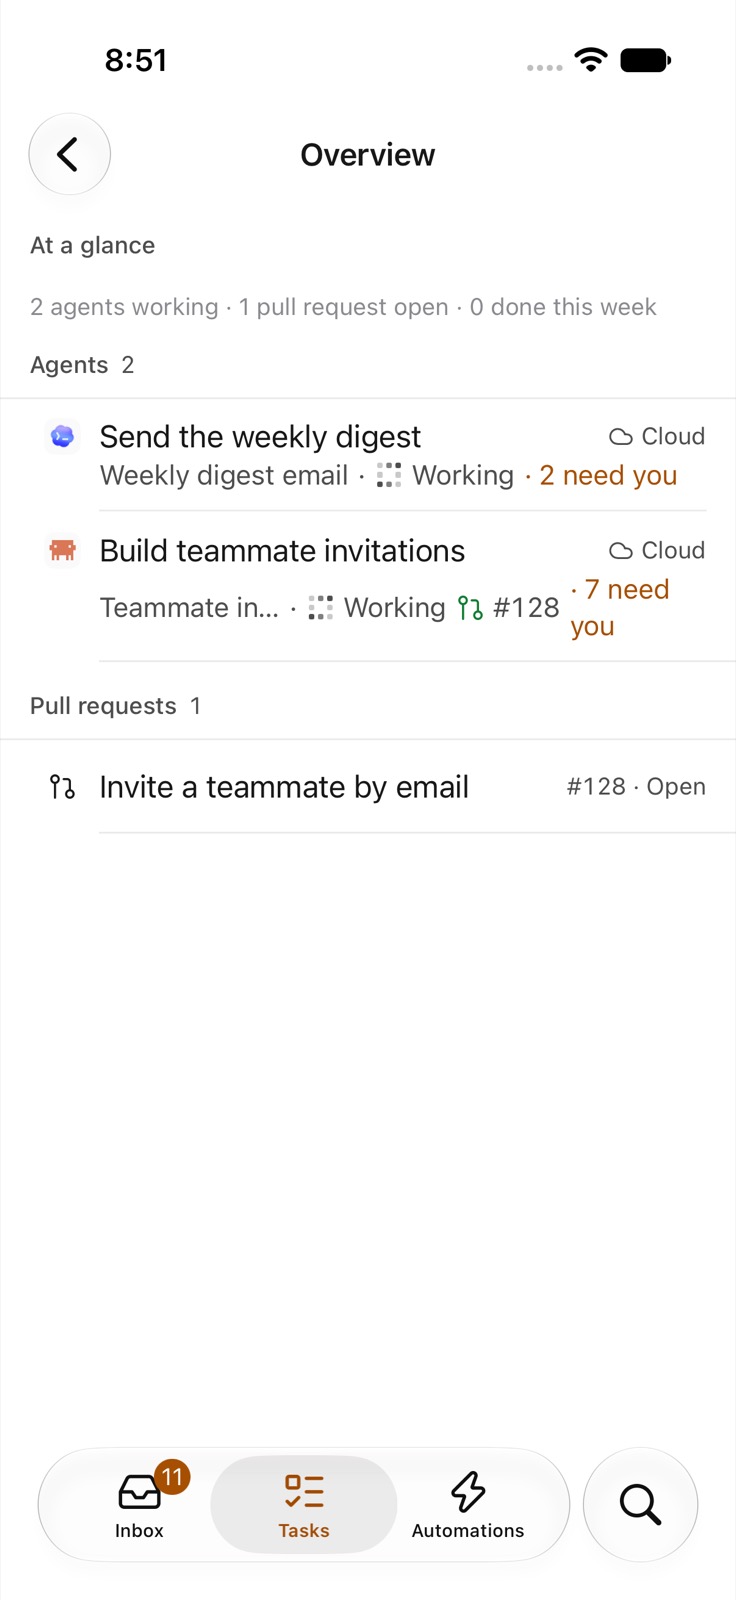 8:51
Overview
At a glance
2 agents working · 1 pull request open · 0 done this week
Agents 2
Send the weekly digest Cloud
Weekly digest email · Working · 2 need you
Build teammate invitations Cloud
Teammate in... · Working #128 · 7 need you
Pull requests 1
Invite a teammate by email #128 · Open
11
Inbox Tasks Automations